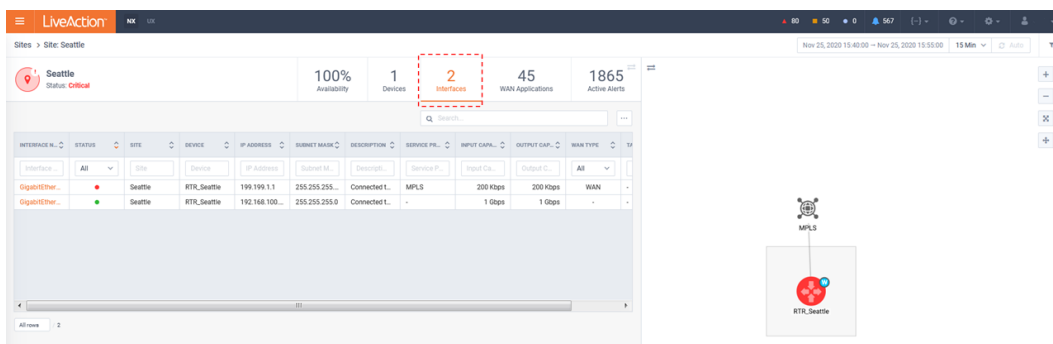 LiveAction NX UX 80 50 0 567
Sites > Site: Seattle Nov 25, 2020 15:40:00 → Nov 25, 2020 15:55:00 15 Min Auto
Seattle
Status: Critical
100%
Availability
1
Devices
2
Interfaces
45
WAN Applications
1865
Active Alerts
Search...
INTERFACE N... STATUS SITE DEVICE IP ADDRESS SUBNET MASK DESCRIPTION SERVICE PR... INPUT CAPA... OUTPUT CAP... WAN TYPE TA
Interface ... All Site Device IP Address Subnet M... Descripti... Service P... Input Ca... Output C... All
GigabitEther... Seattle RTR_Seattle 199.199.1.1 255.255.255... Connected t... MPLS 200 Kbps 200 Kbps WAN -
GigabitEther... Seattle RTR_Seattle 192.168.100.... 255.255.255.0 Connected t... - 1 Gbps 1 Gbps - -
All rows 2
MPLS
W
RTR_Seattle